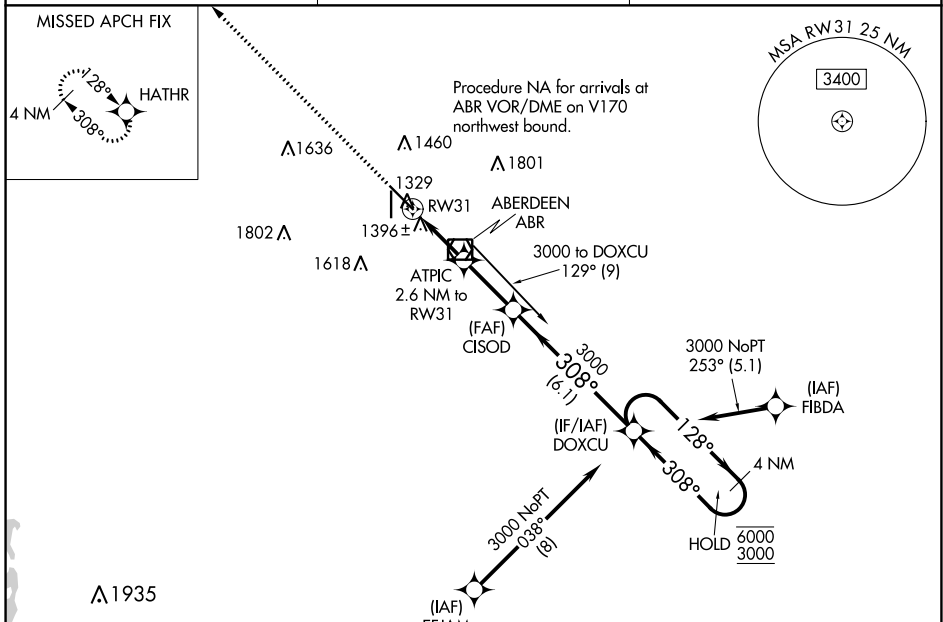 MISSED APCH FIX
128°
HATHR
4 NM
308°
Procedure NA for arrivals at
ABR VOR/DME on V170
northwest bound.
MSA RW31 25 NM
3400
1636
1460
1801
1329
RW31
1396±
1802
1618
ABERDEEN
ABR
3000 to DOXCU
129° (9)
ATPIC
2.6 NM to
RW31
(FAF)
CISOD
3000
308°
(6.1)
3000 NoPT
253° (5.1)
(IAF)
FIBDA
(IF/IAF)
DOXCU
128°
308°
4 NM
HOLD
6000
3000
3000 NoPT
038°
(8)
1935
(IAF)